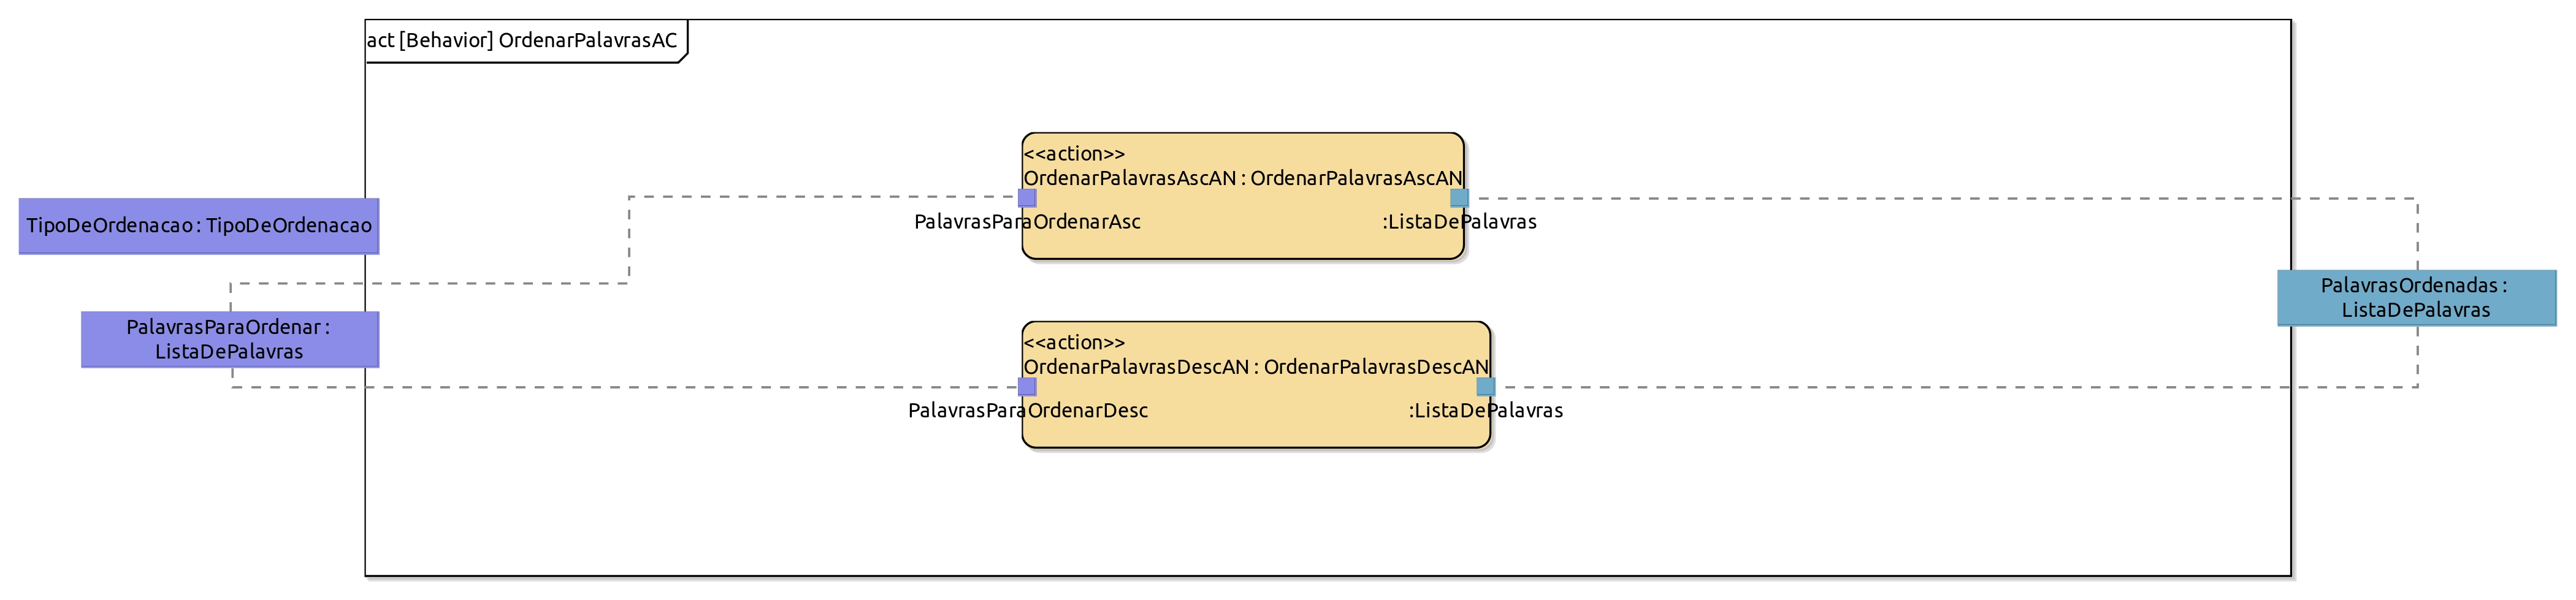 act [Behavior] OrdenarPalavrasAC
<<action>>
OrdenarPalavrasAscAN : OrdenarPalavrasAscAN
PalavrasParaOrdenarAsc
:ListaDePalavras
TipoDeOrdenacao : TipoDeOrdenacao
PalavrasParaOrdenar :
ListaDePalavras
<<action>>
OrdenarPalavrasDescAN : OrdenarPalavrasDescAN
PalavrasParaOrdenarDesc
:ListaDePalavras
PalavrasOrdenadas :
ListaDePalavras